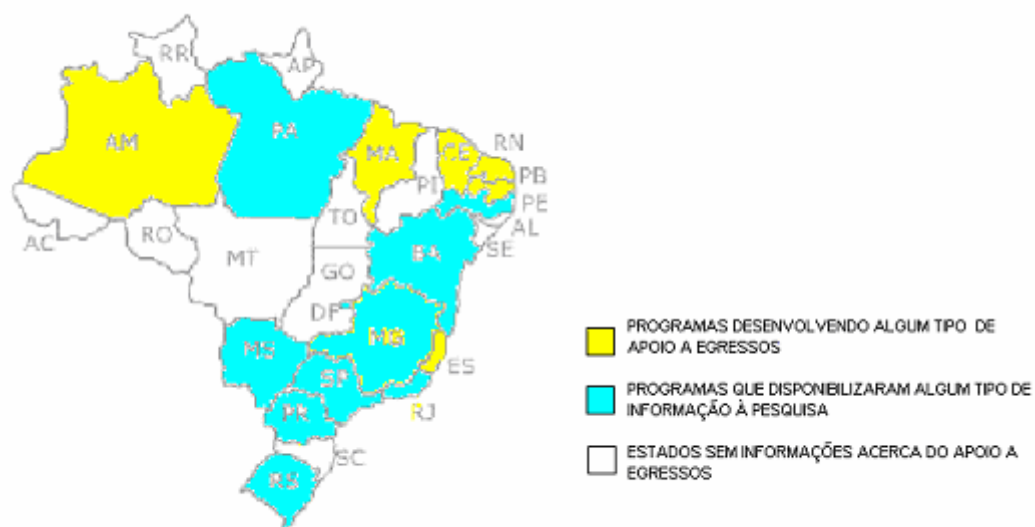 RR
AP
AM
PA
MA
CE
RN
PI
PB
PE
TO
AL
AC
RO
SE
BA
MT
GO
DF
MG
MS
ES
SP
RJ
PR
SC
RS
PROGRAMAS DESENVOLVENDO ALGUM TIPO DE
APOIO A EGRESSOS
PROGRAMAS QUE DISPONIBILIZARAM ALGUM TIPO DE
INFORMAÇÃO À PESQUISA
ESTADOS SEM INFORMAÇÕES ACERCA DO APOIO A
EGRESSOS